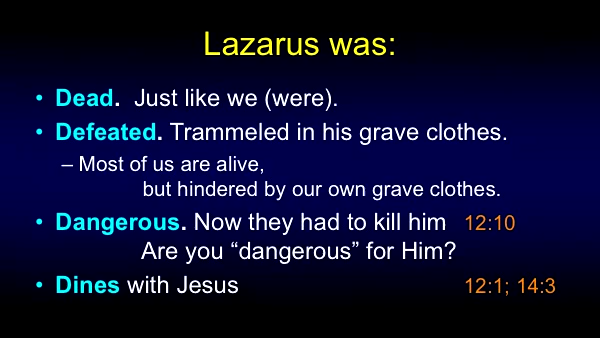 Lazarus was:
• Dead. Just like we (were).
• Defeated. Trammeled in his grave clothes.
– Most of us are alive,
but hindered by our own grave clothes.
• Dangerous. Now they had to kill him 12:10
Are you “dangerous” for Him?
• Dines with Jesus 12:1; 14:3